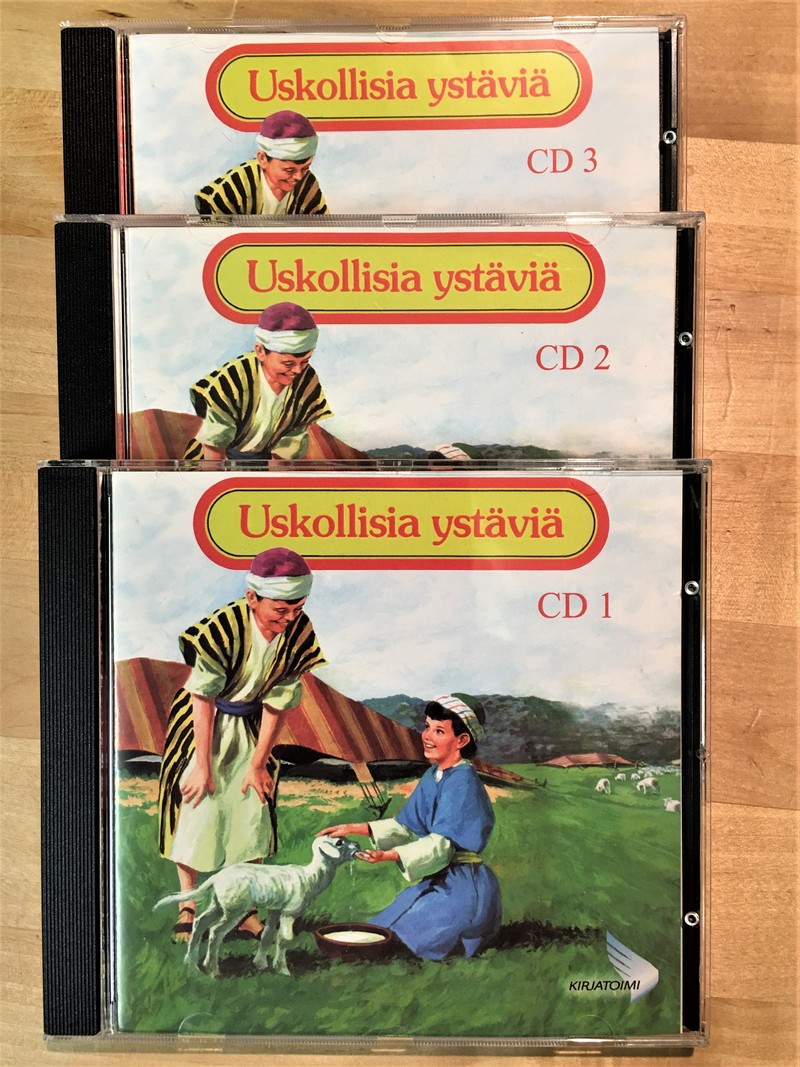 Uskollisia ystäviä
CD 3
Uskollisia ystäviä
CD 2
Uskollisia ystäviä
CD 1
KIRJATOIMI